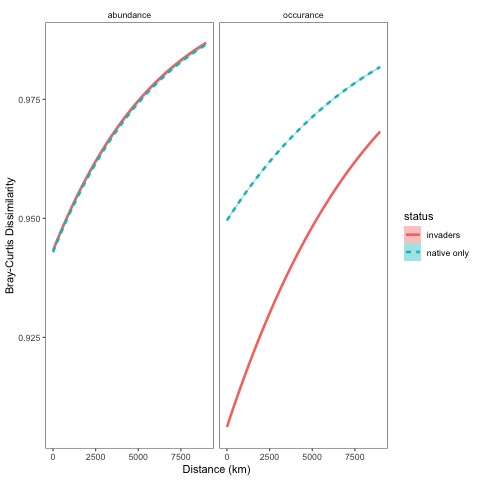 abundance
occurance
Bray-Curtis Dissimilarity
0.975
0.950
0.925
0 2500 5000 7500
0 2500 5000 7500
Distance (km)
status
invaders
native only